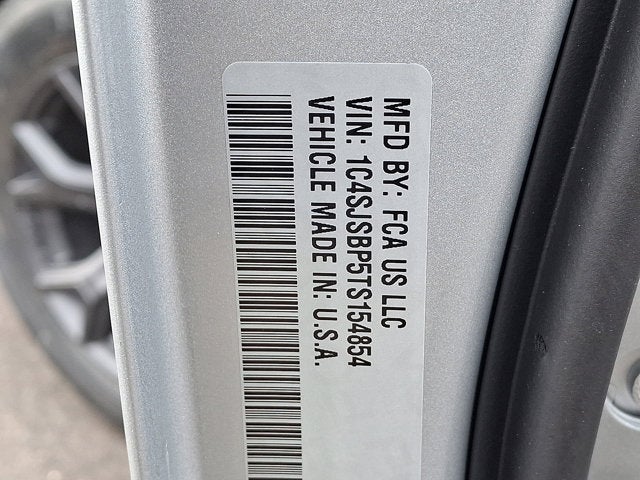 MFD BY: FCA US LLC
VIN: 1C4SJSBP5TS154854
VEHICLE MADE IN: U.S.A.